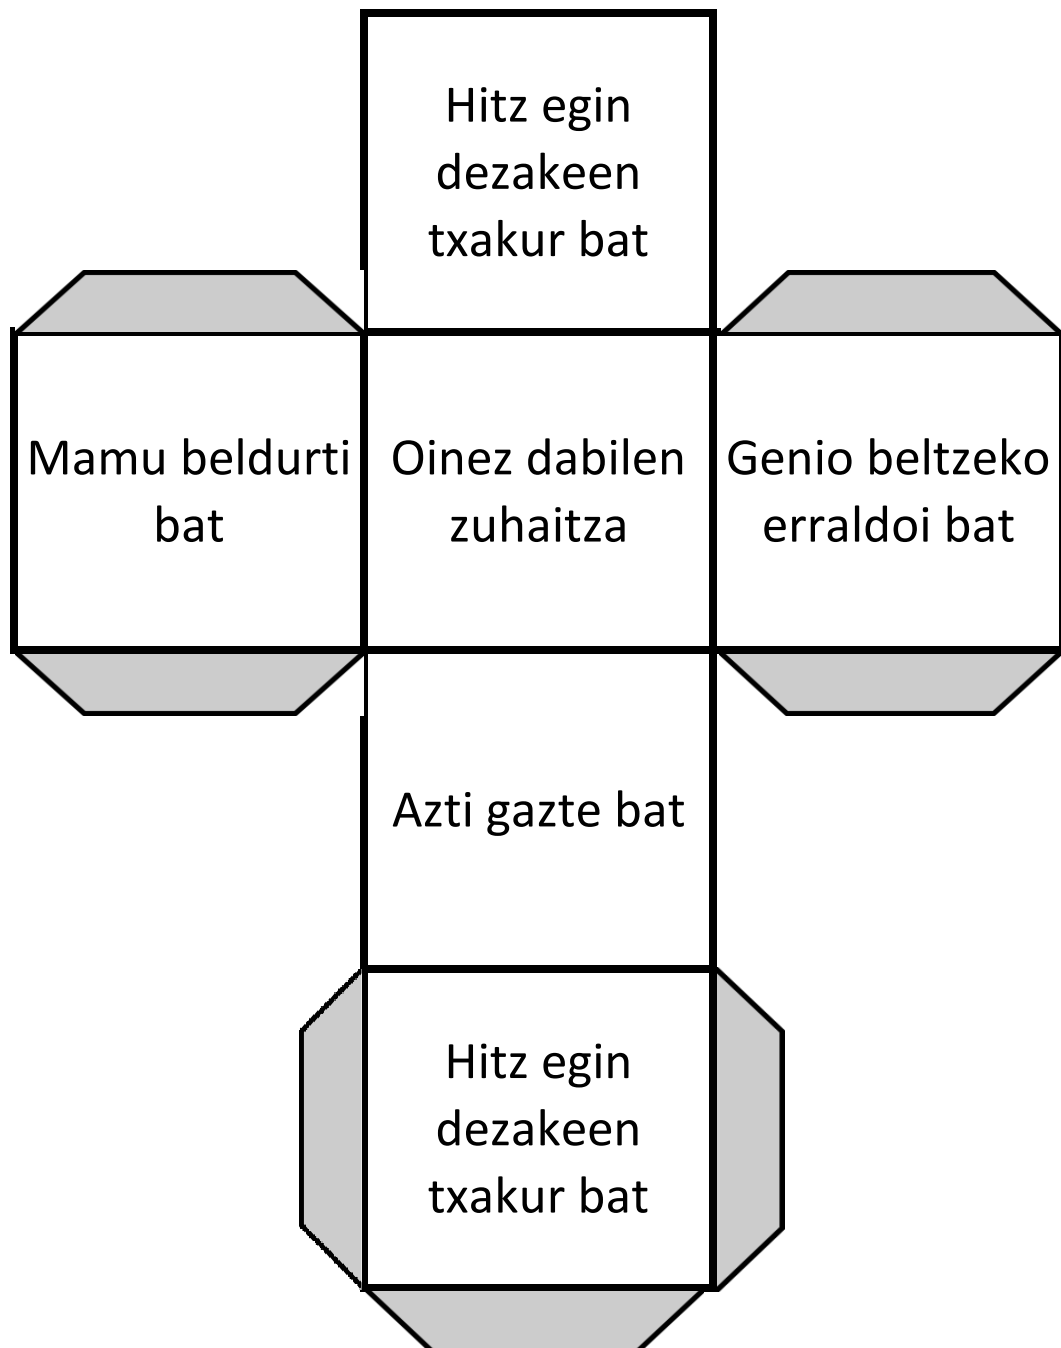 Hitz egin
dezakeen
txakur bat
Mamu beldurti
bat
Oinez dabilen
zuhaitza
Genio beltzeko
erraldoi bat
Azti gazte bat
Hitz egin
dezakeen
txakur bat